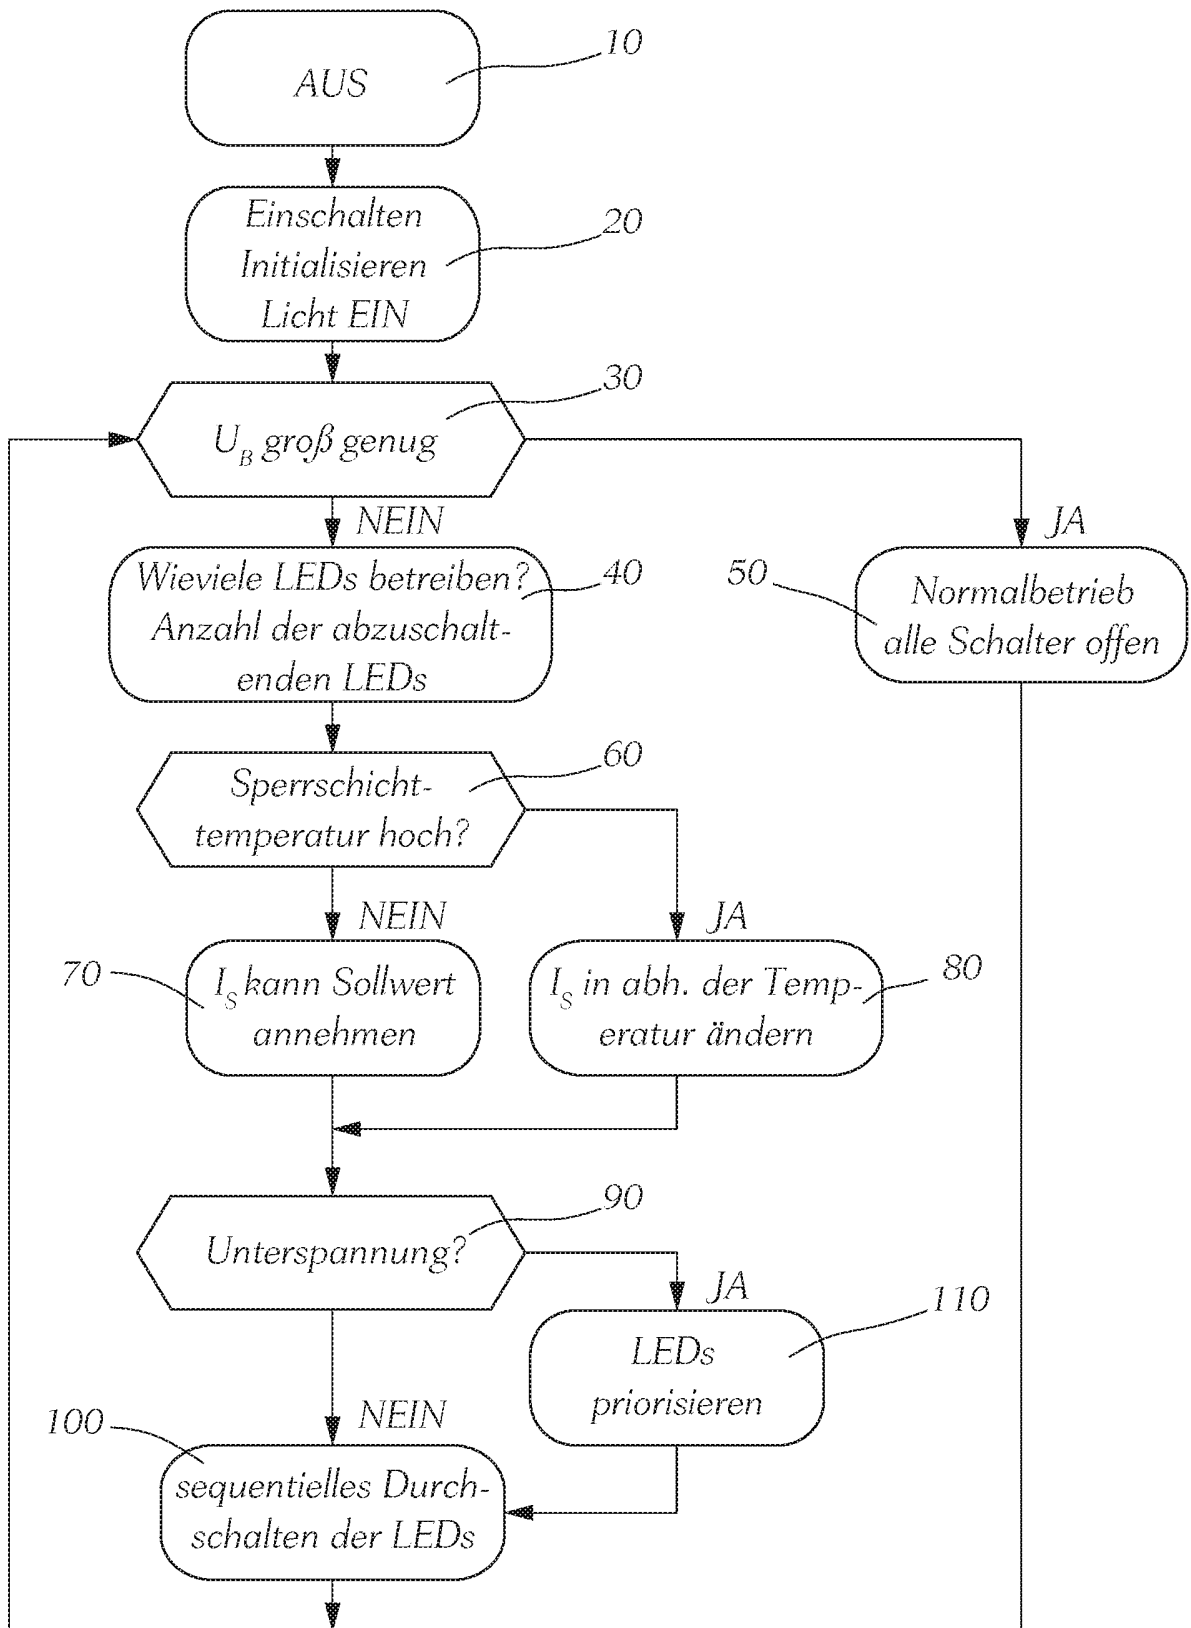 10
AUS
20
Einschalten
Initialisieren
Licht EIN
30
U_B groß genug
NEIN
JA
40
Wieviele LEDs betreiben?
Anzahl der abzuschalt-
enden LEDs
50
Normalbetrieb
alle Schalter offen
60
Sperrschicht-
temperatur hoch?
NEIN
JA
70
I_S kann Sollwert
annehmen
80
I_S in abh. der Temp-
eratur ändern
90
Unterspannung?
JA
110
LEDs
priorisieren
NEIN
100
sequentielles Durch-
schalten der LEDs